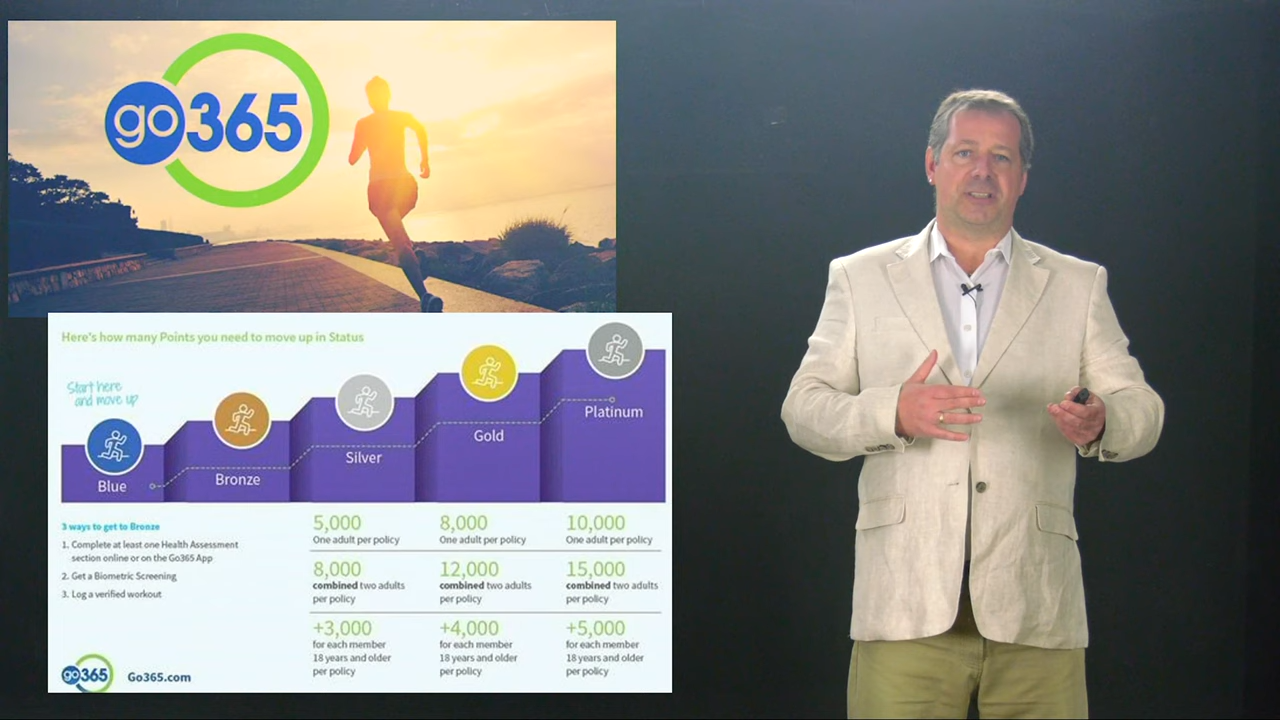 go365
Here's how many Points you need to move up in Status
Start here
and move up
Blue
Bronze
Silver
Gold
Platinum
3 ways to get to Bronze
1. Complete at least one Health Assessment
section online or on the Go365 App
2. Get a Biometric Screening
3. Log a verified workout
5,000
One adult per policy
8,000
One adult per policy
10,000
One adult per policy
8,000
combined two adults
per policy
12,000
combined two adults
per policy
15,000
combined two adults
per policy
+3,000
for each member
18 years and older
per policy
+4,000
for each member
18 years and older
per policy
+5,000
for each member
18 years and older
per policy
go365
Go365.com